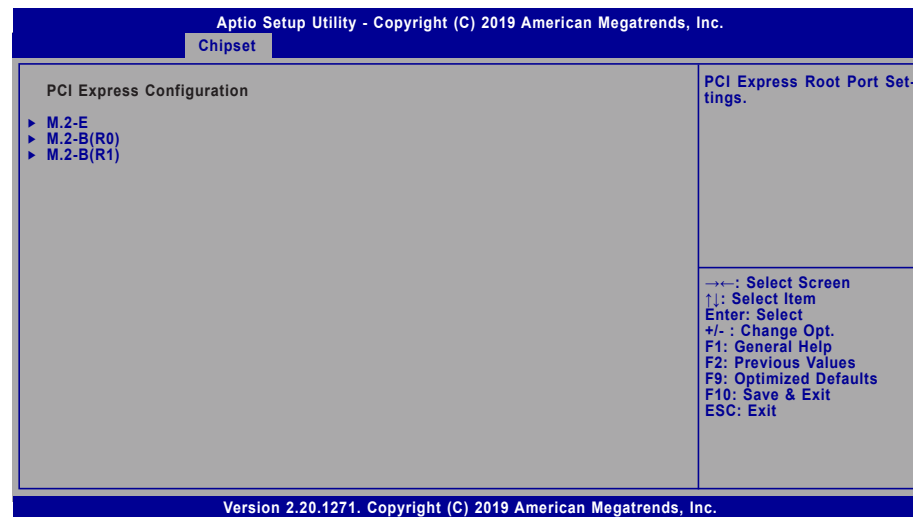 Aptio Setup Utility - Copyright (C) 2019 American Megatrends, Inc.
Chipset
PCI Express Configuration
▶ M.2-E
▶ M.2-B(R0)
▶ M.2-B(R1)
PCI Express Root Port Set-
tings.
→←: Select Screen
↑↓: Select Item
Enter: Select
+/- : Change Opt.
F1: General Help
F2: Previous Values
F9: Optimized Defaults
F10: Save & Exit
ESC: Exit
Version 2.20.1271. Copyright (C) 2019 American Megatrends, Inc.